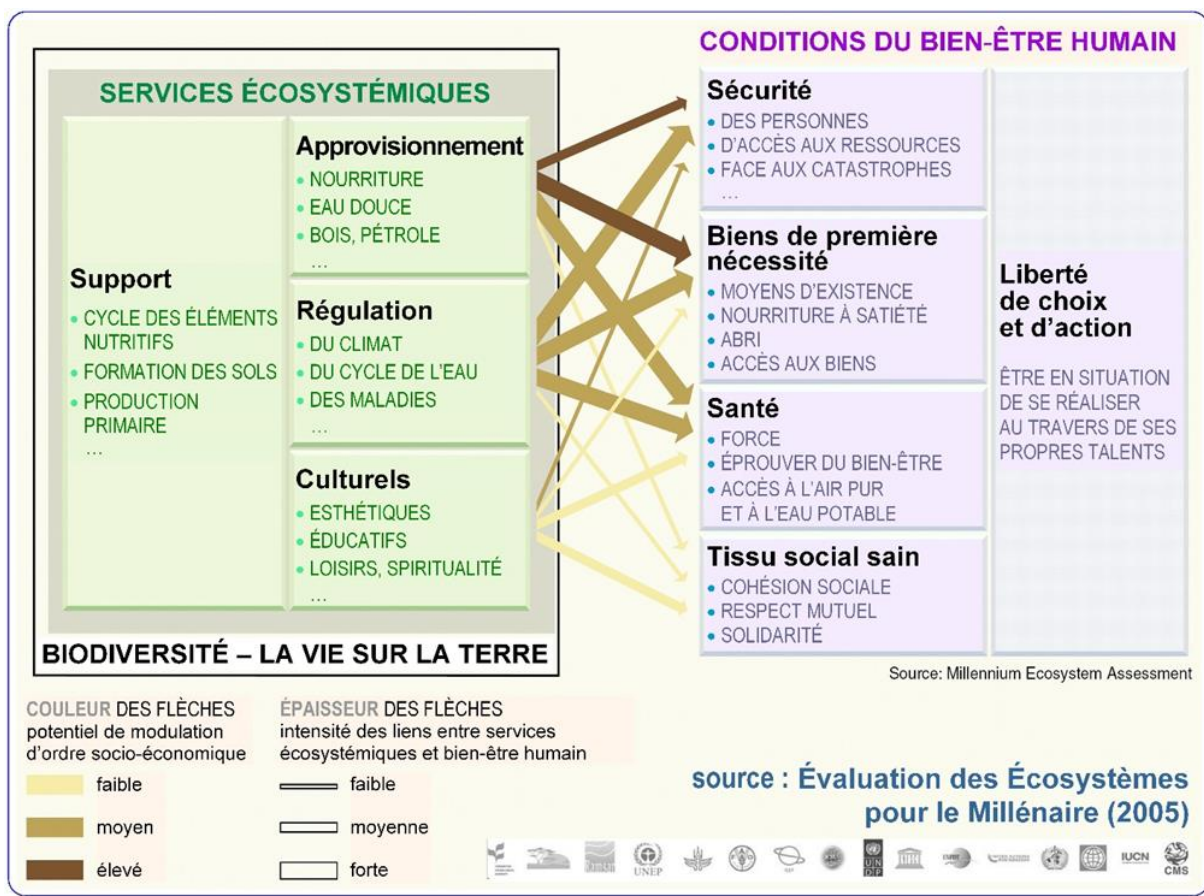 SERVICES ÉCOSYSTÉMIQUES
Support
• CYCLE DES ÉLÉMENTS
NUTRITIFS
• FORMATION DES SOLS
• PRODUCTION
PRIMAIRE
...
Approvisionnement
• NOURRITURE
• EAU DOUCE
• BOIS, PÉTROLE
...
Régulation
• DU CLIMAT
• DU CYCLE DE L'EAU
• DES MALADIES
...
Culturels
• ESTHÉTIQUES
• ÉDUCATIFS
• LOISIRS, SPIRITUALITÉ
...
BIODIVERSITÉ – LA VIE SUR LA TERRE
CONDITIONS DU BIEN-ÊTRE HUMAIN
Sécurité
• DES PERSONNES
• D'ACCÈS AUX RESSOURCES
• FACE AUX CATASTROPHES
...
Biens de première
nécessité
• MOYENS D'EXISTENCE
• NOURRITURE À SATIÉTÉ
• ABRI
• ACCÈS AUX BIENS
Santé
• FORCE
• ÉPROUVER DU BIEN-ÊTRE
• ACCÈS À L'AIR PUR
ET À L'EAU POTABLE
Tissu social sain
• COHÉSION SOCIALE
• RESPECT MUTUEL
• SOLIDARITÉ
Liberté
de choix
et d'action
ÊTRE EN SITUATION
DE SE RÉALISER
AU TRAVERS DE SES
PROPRES TALENTS
Source: Millennium Ecosystem Assessment
COULEUR DES FLÈCHES
potentiel de modulation
d'ordre socio-économique
faible
moyen
élevé
ÉPAISSEUR DES FLÈCHES
intensité des liens entre services
écosystémiques et bien-être humain
faible
moyenne
forte
source : Évaluation des Écosystèmes
pour le Millénaire (2005)
UNEP
IUCN
CMS